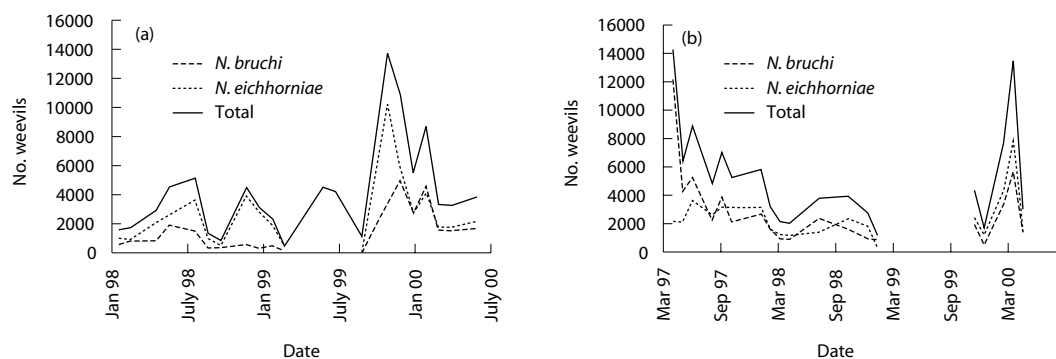 (a)
No. weevils
16000
14000
12000
10000
8000
6000
4000
2000
0
N. bruchi
N. eichhorniae
Total
Jan 98
July 98
Jan 99
July 99
Jan 00
July 00
Date
(b)
No. weevils
16000
14000
12000
10000
8000
6000
4000
2000
0
N. bruchi
N. eichhorniae
Total
Mar 97
Sep 97
Mar 98
Sep 98
Mar 99
Sep 99
Mar 00
Date